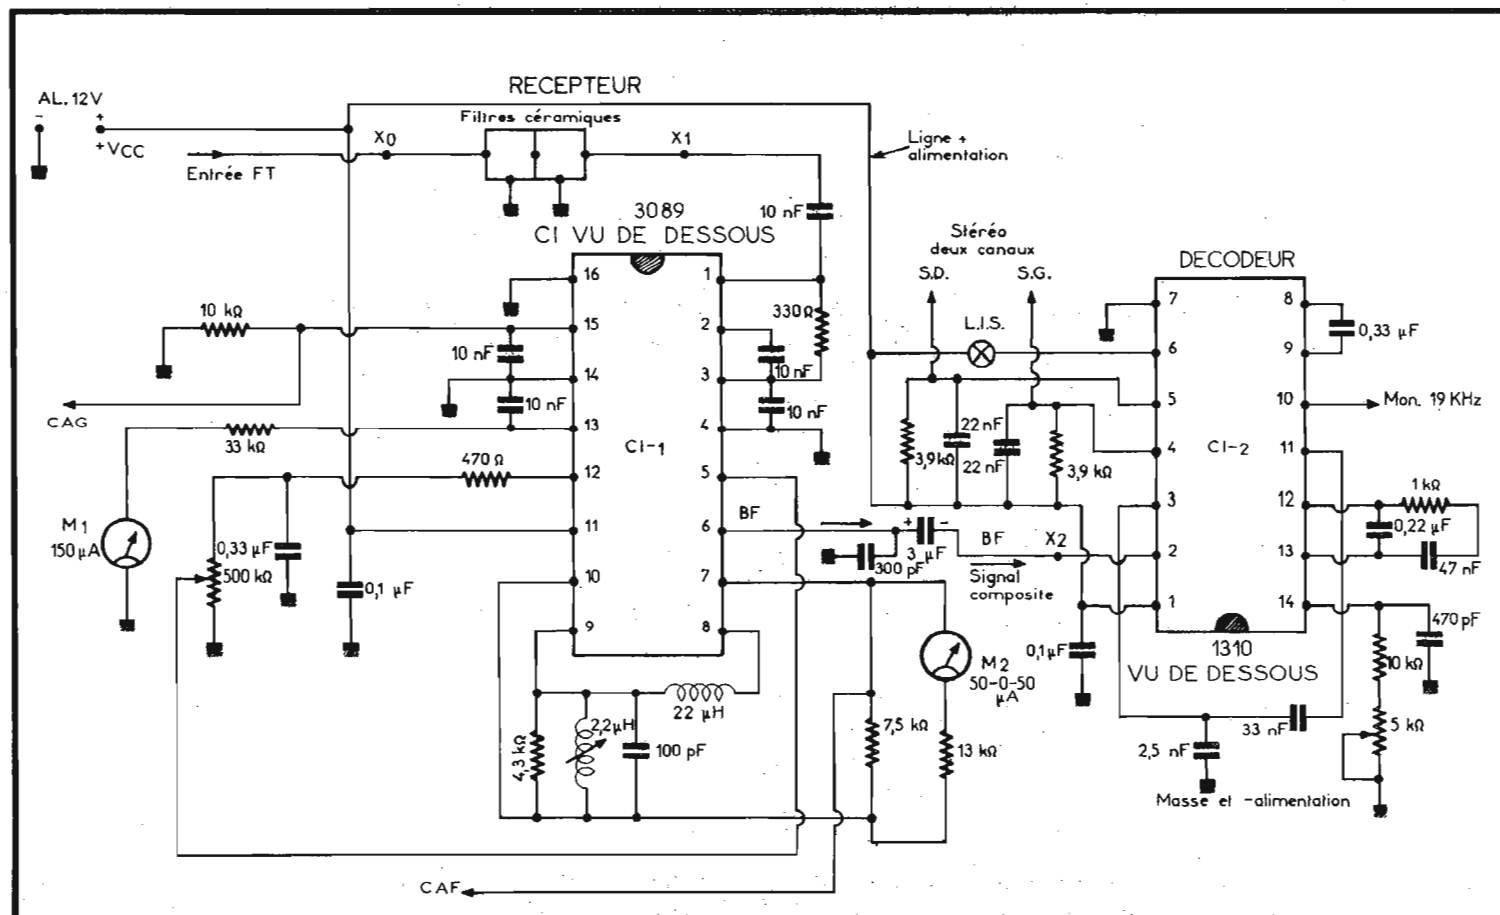 RECEPTEUR
AL. 12V
- +
+VCC
Entrée FT
X0
Filtres céramiques
X1
Ligne +
alimentation
10 nF
3089
CI VU DE DESSOUS
Stéréo
deux canaux
S.D. S.G.
DECODEUR
16 1
15 2
14 3
13 4
12 5
11 6
10 7
9 8
CI-1
10 kΩ
10 nF
10 nF
CAG
33 kΩ
470 Ω
M1
150 µA
0,33 µF
500 kΩ
0,1 µF
330 Ω
10 nF
10 nF
L.I.S.
3,9 kΩ
22 nF
22 nF
3,9 kΩ
BF
+ -
3 µF
300 pF
BF
X2
Signal
composite
7 8
6 9
5 10
4 11
3 12
2 13
1 14
CI-2
0,33 µF
Mon. 19 KHz
1 kΩ
0,22 µF
47 nF
470 pF
10 kΩ
5 kΩ
1310
VU DE DESSOUS
0,1 µF
M2
50-0-50
µA
4,3 kΩ
2,2 µH
22 µH
100 pF
7,5 kΩ
13 kΩ
33 nF
2,5 nF
Masse et -alimentation
CAF